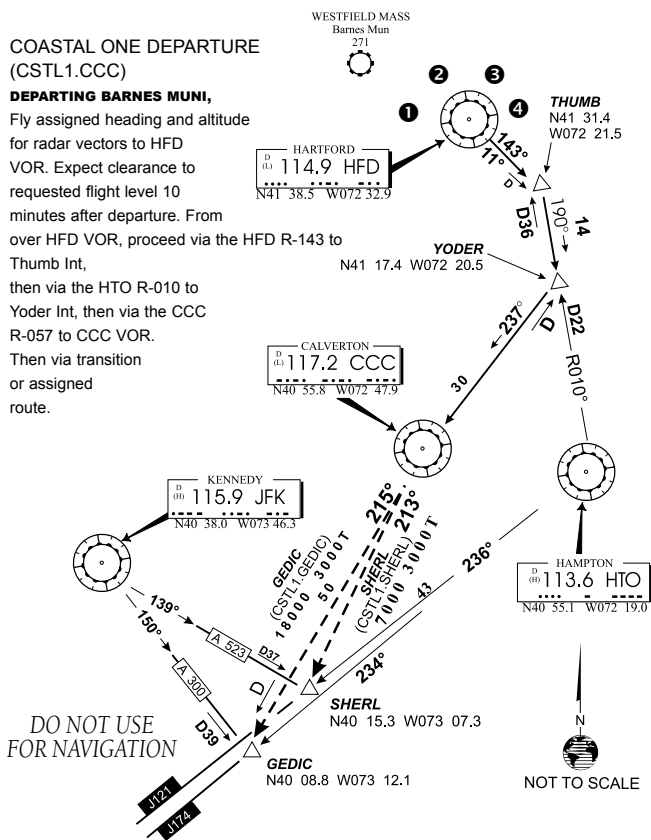 WESTFIELD MASS
Barnes Mun
271
COASTAL ONE DEPARTURE
(CSTL1.CCC)
DEPARTING BARNES MUNI,
Fly assigned heading and altitude
for radar vectors to HFD
VOR. Expect clearance to
requested flight level 10
minutes after departure. From
over HFD VOR, proceed via the HFD R-143 to
Thumb Int,
then via the HTO R-010 to
Yoder Int, then via the CCC
R-057 to CCC VOR.
Then via transition
or assigned
route.
❶
❷
❸
❹
THUMB
N41 31.4
W072 21.5
HARTFORD
D
(L) 114.9 HFD
N41 38.5 W072 32.9
143°
11°
D
D36
190°
14
YODER
N41 17.4 W072 20.5
237°
D
D22
R010°
30
CALVERTON
D
(L) 117.2 CCC
N40 55.8 W072 47.9
KENNEDY
D
(H) 115.9 JFK
N40 38.0 W073 46.3
215°
213°
GEDIC
(CSTL1.GEDIC)
18000 3000T
50
SHERL
(CSTL1.SHERL)
7000 3000T
236°
43
234°
HAMPTON
D
(H) 113.6 HTO
N40 55.1 W072 19.0
139°
A 523
D37
150°
A 300
D39
D
SHERL
N40 15.3 W073 07.3
GEDIC
N40 08.8 W073 12.1
DO NOT USE
FOR NAVIGATION
J121
J174
N
NOT TO SCALE